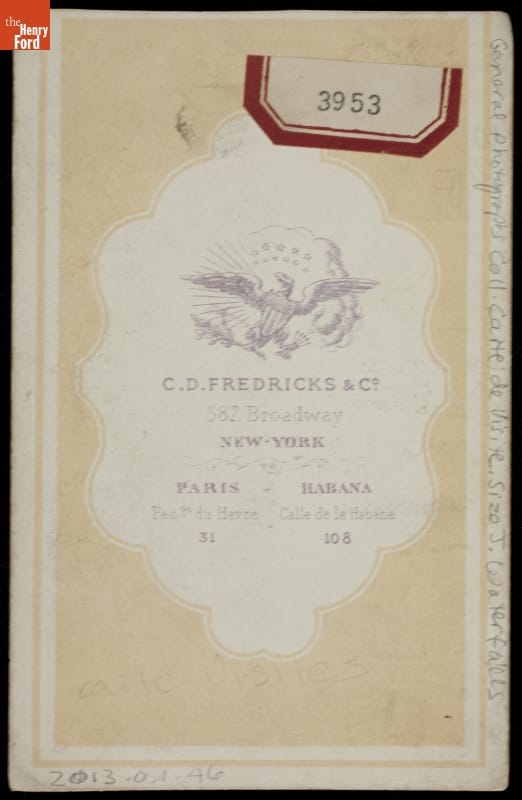 the
Henry
Ford
3953
C.D. FREDRICKS & Cº
587 Broadway
NEW-YORK
PARIS
HABANA
Pas.ge du Havre
Calle de la Habana
31
108
carte visites
2013.0.1.46
General Photographs Coll. Carte de Visite. Size J. Waterfalls